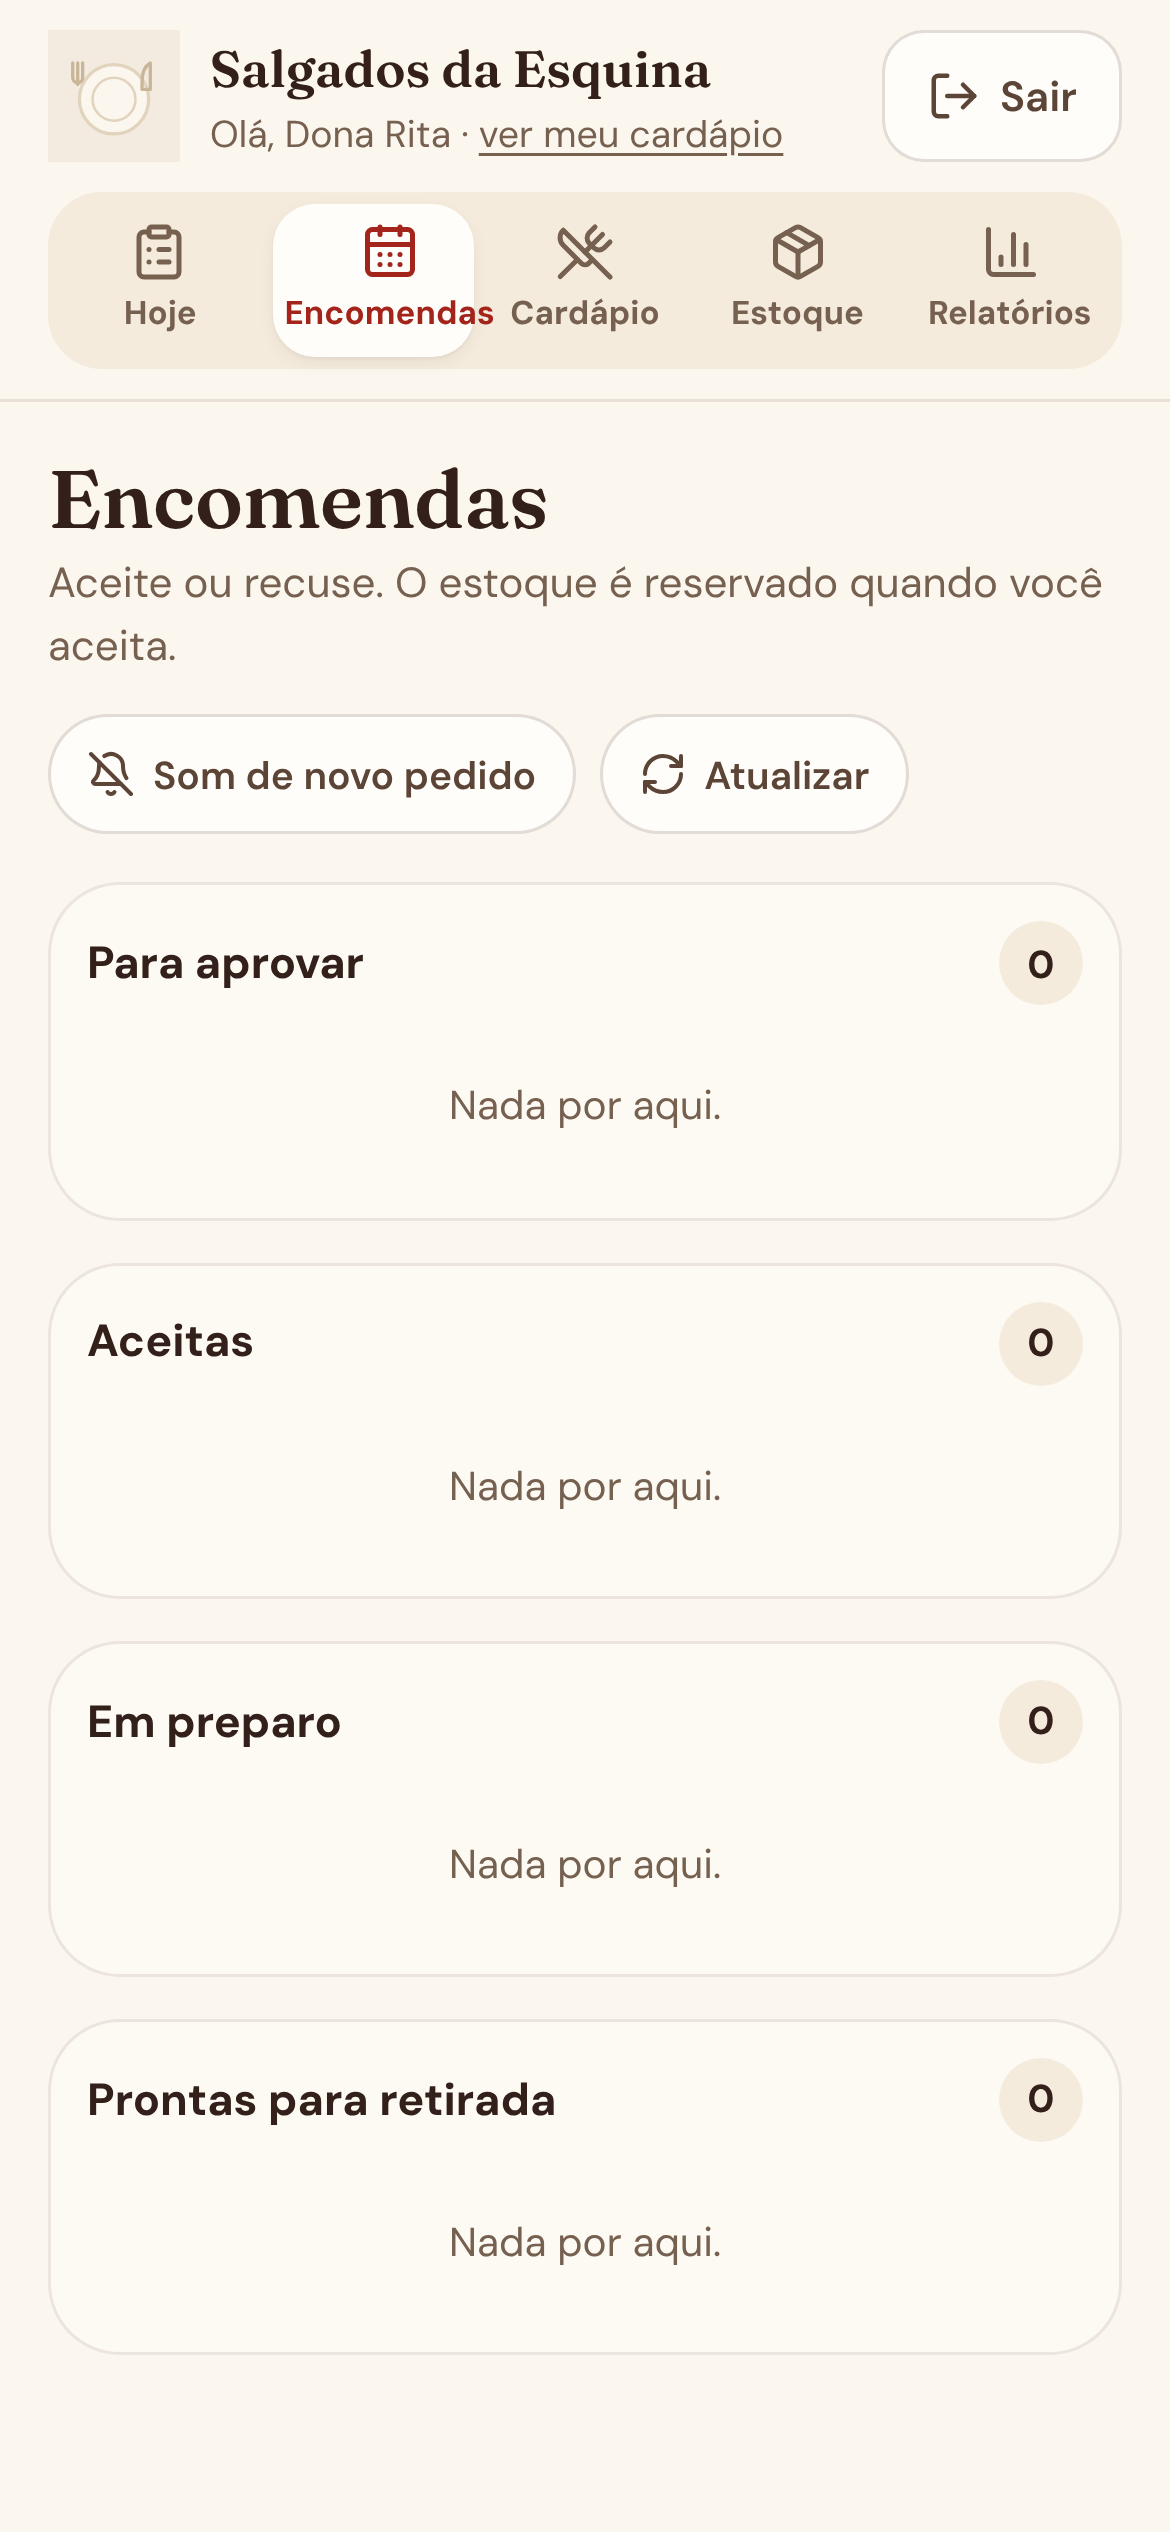 Salgados da Esquina
Olá, Dona Rita · ver meu cardápio
Sair
Hoje
Encomendas
Cardápio
Estoque
Relatórios
Encomendas
Aceite ou recuse. O estoque é reservado quando você
aceita.
Som de novo pedido
Atualizar
Para aprovar
0
Nada por aqui.
Aceitas
0
Nada por aqui.
Em preparo
0
Nada por aqui.
Prontas para retirada
0
Nada por aqui.